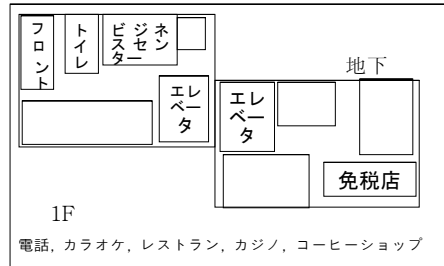 フロント
トイレ
ビジネ
スセン
ター
エレ
ベー
タ
エレ
ベー
タ
地下
免税店
1F
電話, カラオケ, レストラン, カジノ, コーヒーショップ